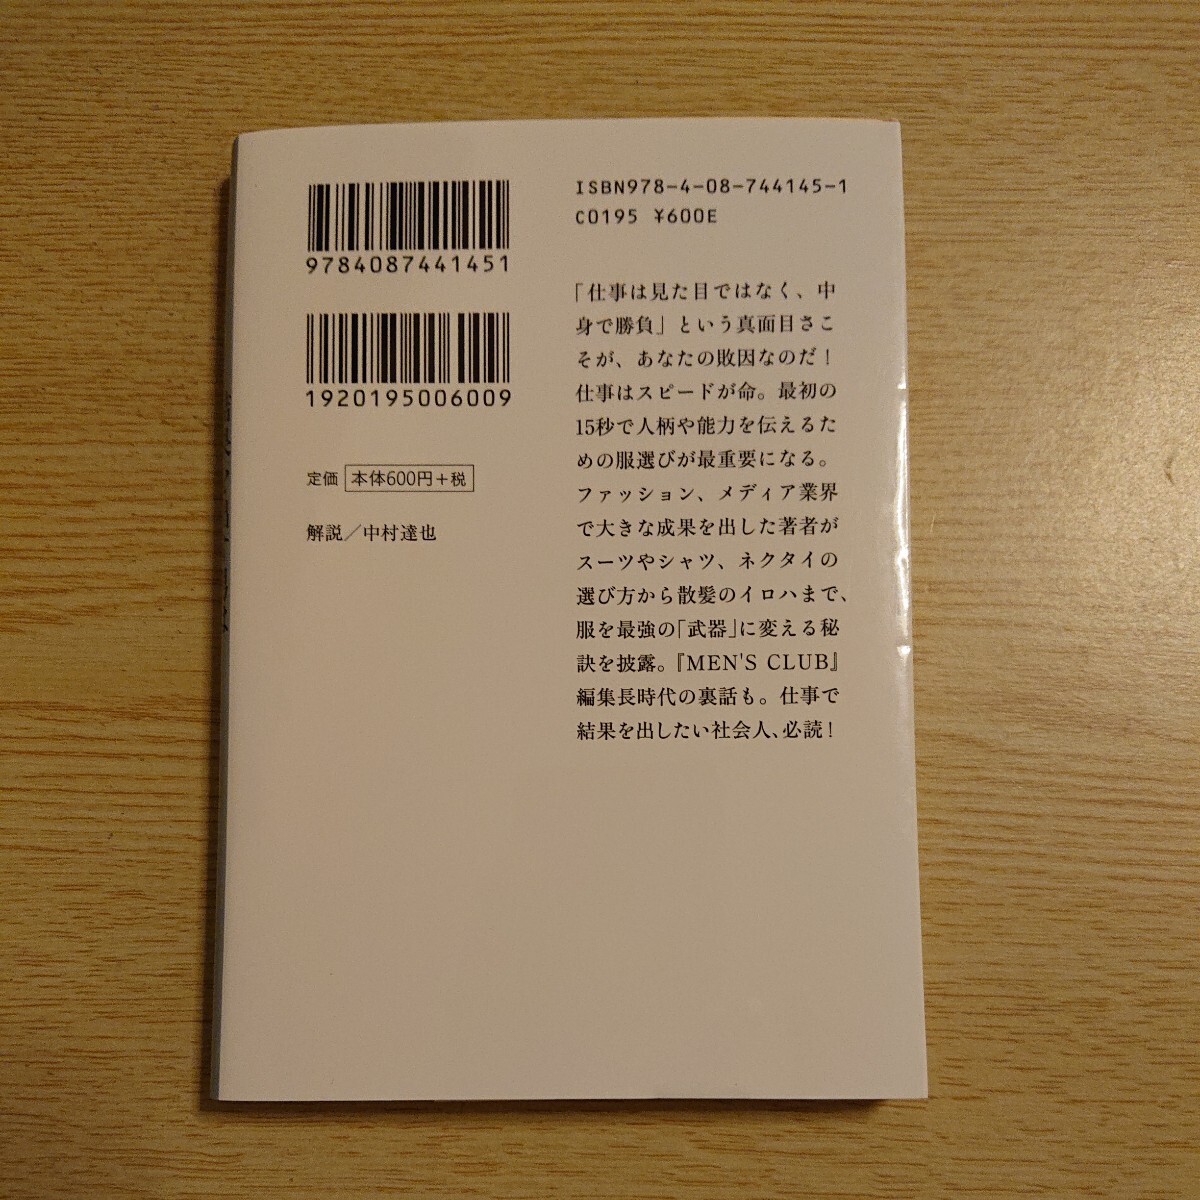 9784087441451
1920195006009
定価 本体600円+税
解説／中村達也
ISBN978-4-08-744145-1
C0195 ¥600E
「仕事は見た目ではなく、中
身で勝負」という真面目さこ
そが、あなたの敗因なのだ！
仕事はスピードが命。最初の
15秒で人柄や能力を伝えるた
めの服選びが最重要になる。
ファッション、メディア業界
で大きな成果を出した著者が
スーツやシャツ、ネクタイの
選び方から散髪のイロハまで、
服を最強の「武器」に変える秘
訣を披露。『MEN'S CLUB』
編集長時代の裏話も。仕事で
結果を出したい社会人、必読！